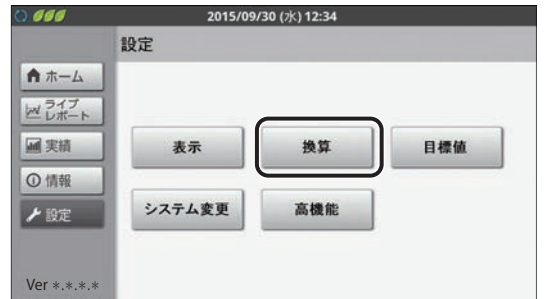 2015/09/30 (水) 12:34
設定
ホーム
ライブ
レポート
実績
情報
設定
表示
換算
目標値
システム変更
高機能
Ver *.*.*.*